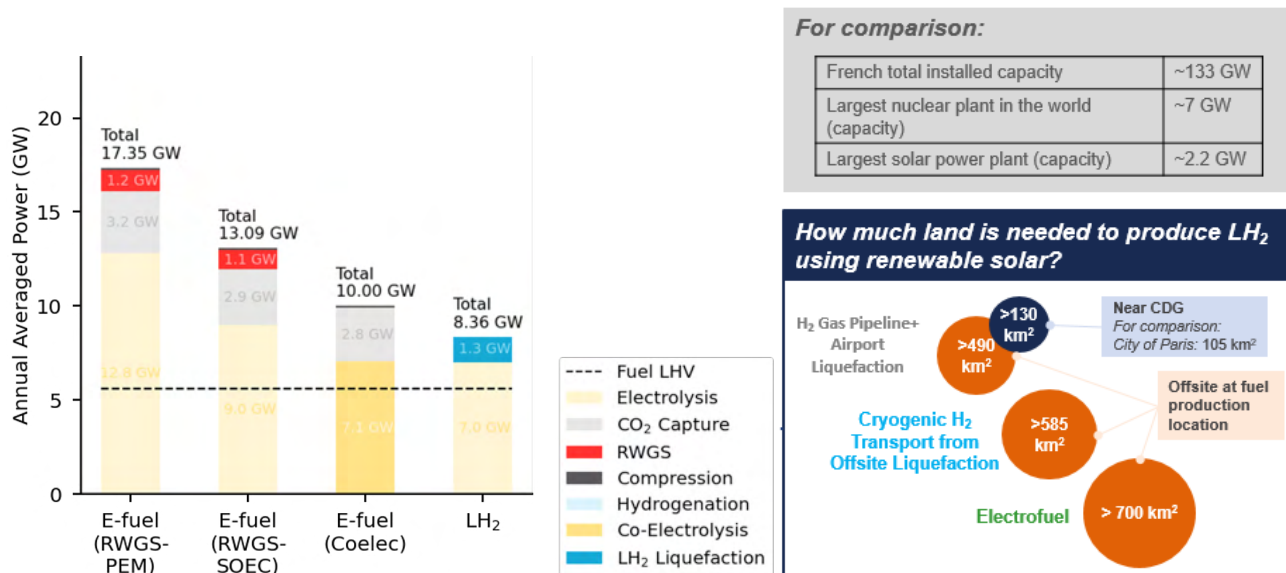 Annual Averaged Power (GW)
20
15
10
5
0
Total
17.35 GW
1.2 GW
3.2 GW
12.8 GW
Total
13.09 GW
1.1 GW
2.9 GW
9.0 GW
Total
10.00 GW
2.8 GW
7.1 GW
Total
8.36 GW
1.3 GW
7.0 GW
E-fuel
(RWGS-
PEM)
E-fuel
(RWGS-
SOEC)
E-fuel
(Coelec)
LH₂
Fuel LHV
Electrolysis
CO₂ Capture
RWGS
Compression
Hydrogenation
Co-Electrolysis
LH₂ Liquefaction
For comparison:
French total installed capacity ~133 GW
Largest nuclear plant in the world ~7 GW
(capacity)
Largest solar power plant (capacity) ~2.2 GW
How much land is needed to produce LH₂
using renewable solar?
H₂ Gas Pipeline+
Airport
Liquefaction
>130
km²
>490
km²
Near CDG
For comparison:
City of Paris: 105 km²
Offsite at fuel
production
location
Cryogenic H₂
Transport from
Offsite Liquefaction
>585
km²
Electrofuel
> 700 km²